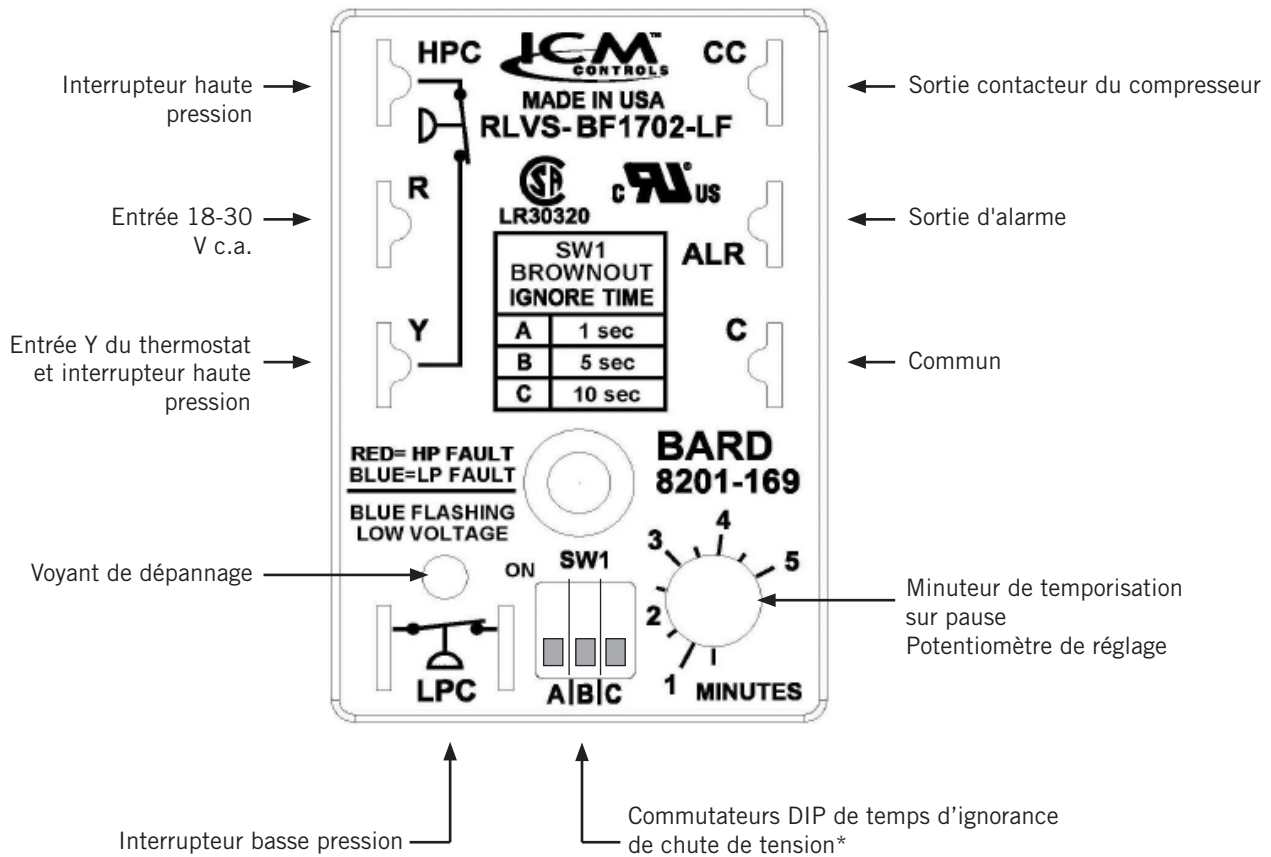 HPC
ICM™
CONTROLS
CC
MADE IN USA
RLVS-BF1702-LF
Interrupteur haute
pression
Sortie contacteur du compresseur
R
LR30320
C
US
®
Entrée 18-30
V c.a.
Sortie d'alarme
ALR
SW1
BROWNOUT
IGNORE TIME
A 1 sec
B 5 sec
C 10 sec
Y
C
Entrée Y du thermostat
et interrupteur haute
pression
Commun
RED= HP FAULT
BLUE=LP FAULT
BLUE FLASHING
LOW VOLTAGE
BARD
8201-169
Voyant de dépannage
ON
SW1
1
2
3
4
5
MINUTES
Minuteur de temporisation
sur pause
Potentiomètre de réglage
LPC
A|B|C
Interrupteur basse pression
Commutateurs DIP de temps d’ignorance
de chute de tension*